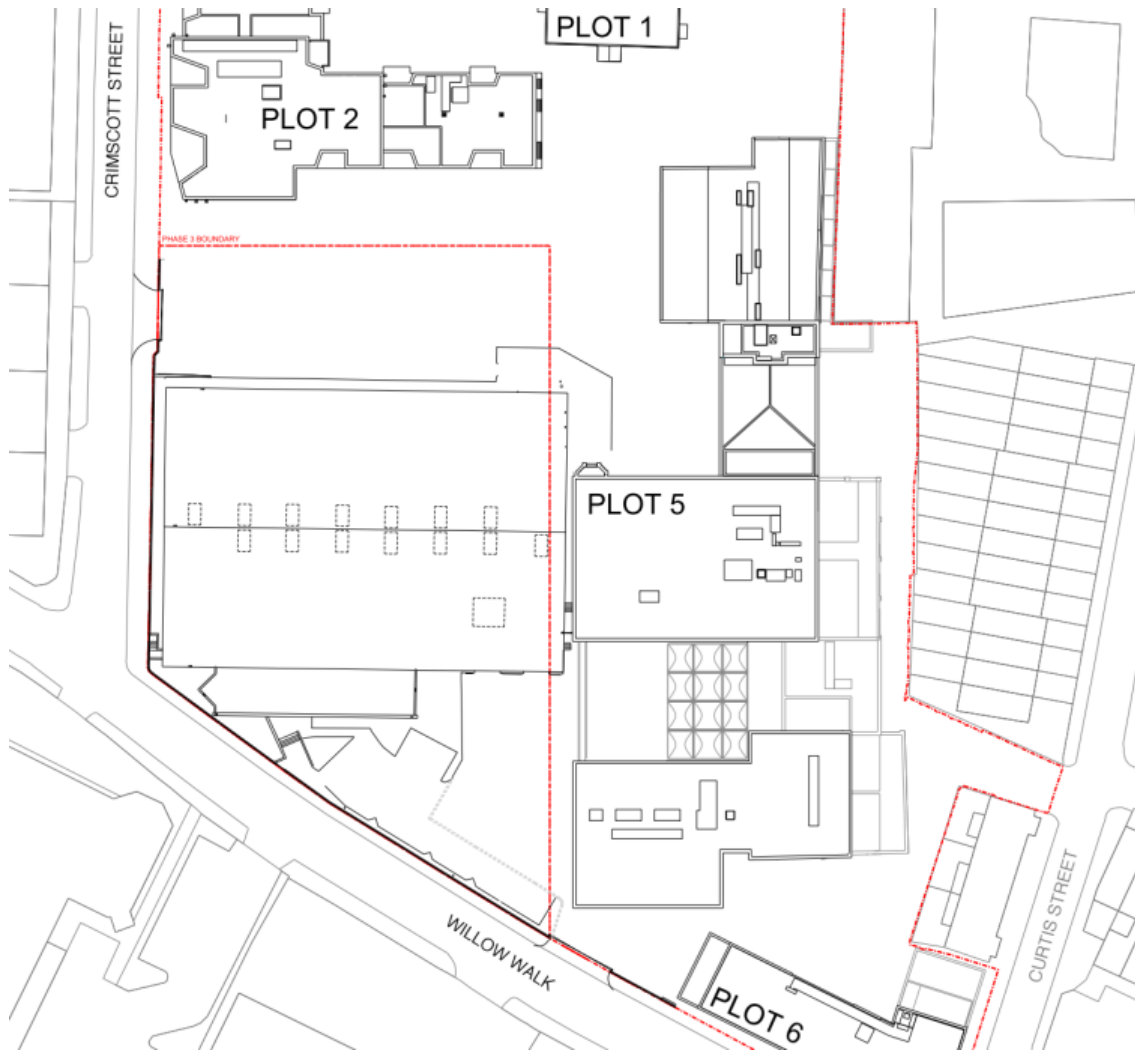 PLOT 1
CRIMSCOTT STREET
PLOT 2
PHASE 3 BOUNDARY
PLOT 5
WILLOW WALK
PLOT 6
CURTIS STREET